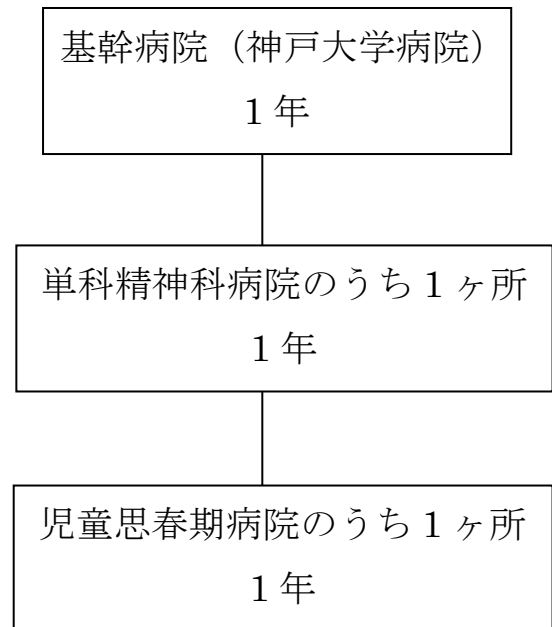 基幹病院（神戸大学病院）
１年
単科精神科病院のうち１ヶ所
１年
児童思春期病院のうち１ヶ所
１年